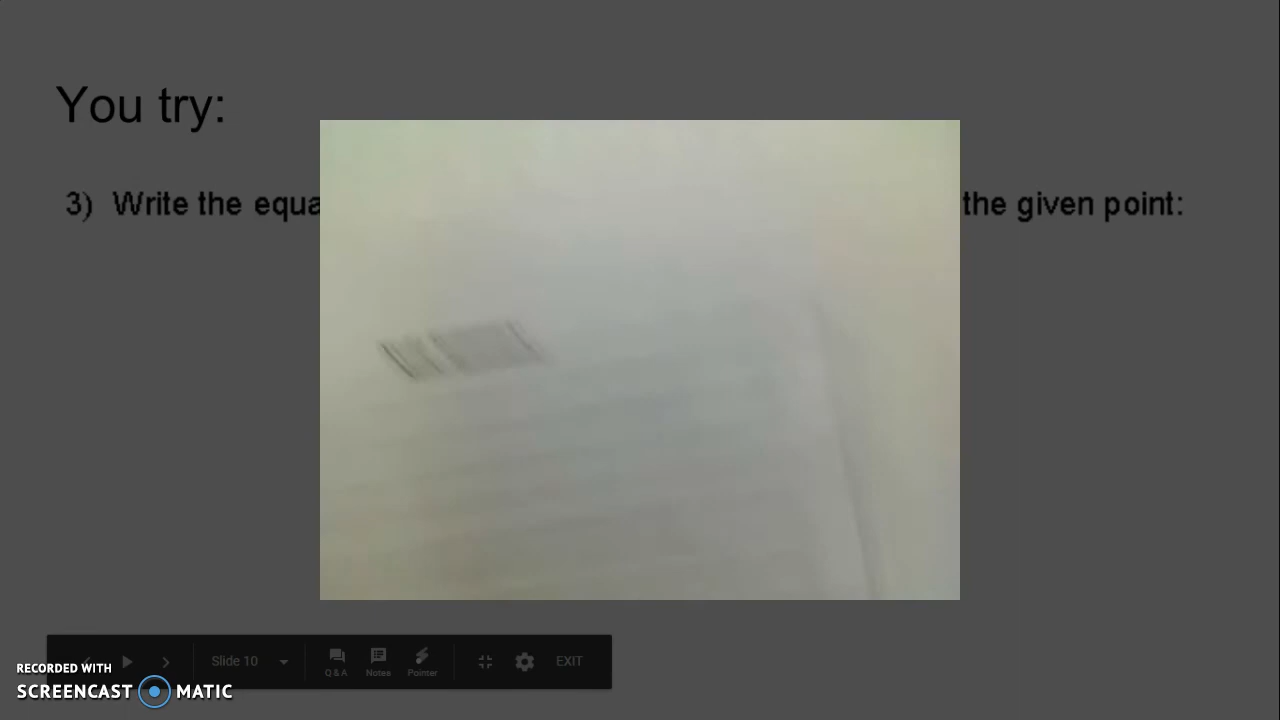 You try:
3) Write the equa
the given point:
Slide 10
Q & A
Notes
Pointer
EXIT
RECORDED WITH
SCREENCAST MATIC